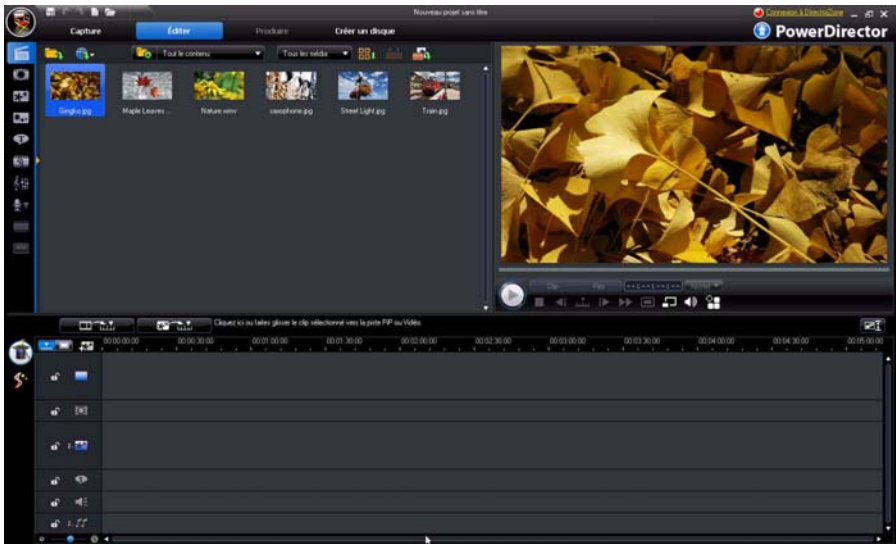 Nouveau projet sans titre
Connexion à DirectorZone
Capture
Éditer
Produire
Créer un disque
PowerDirector
Tout le contenu
Tous les média
Gingko.jpg
Maple Leaves ...
Nature.wmv
saxophone.jpg
Street Light.jpg
Train.jpg
Clip
Film
--:--:--:--
Ajuster
Cliquez ici ou faites glisser le clip sélectionné vers la piste PiP ou Vidéo.
00:00:00:00
00:00:30:00
00:01:00:00
00:01:30:00
00:02:00:00
00:02:30:00
00:03:00:00
00:03:30:00
00:04:00:00
00:04:30:00
00:05:00:00